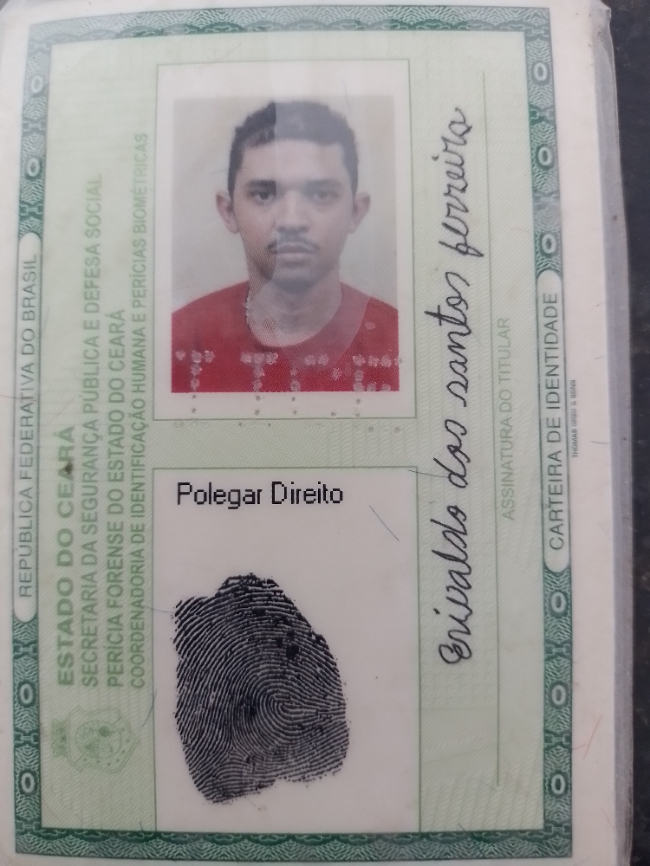 REPÚBLICA FEDERATIVA DO BRASIL
ESTADO DO CEARÁ
SECRETARIA DA SEGURANÇA PÚBLICA E DEFESA SOCIAL
PERÍCIA FORENSE DO ESTADO DO CEARÁ
COORDENADORIA DE IDENTIFICAÇÃO HUMANA E PERÍCIAS BIOMÉTRICAS
Polegar Direito
Erivaldo dos santos ferreira
ASSINATURA DO TITULAR
CARTEIRA DE IDENTIDADE